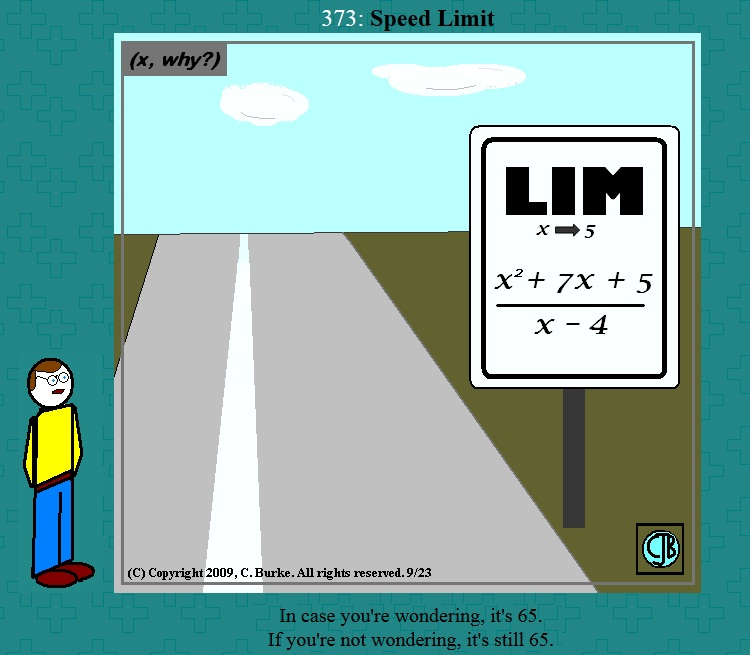 373: Speed Limit
(x, why?)
LIM
x ➡ 5
x² + 7x + 5
x - 4
CJB
(C) Copyright 2009, C. Burke. All rights reserved. 9/23
In case you're wondering, it's 65.
If you're not wondering, it's still 65.